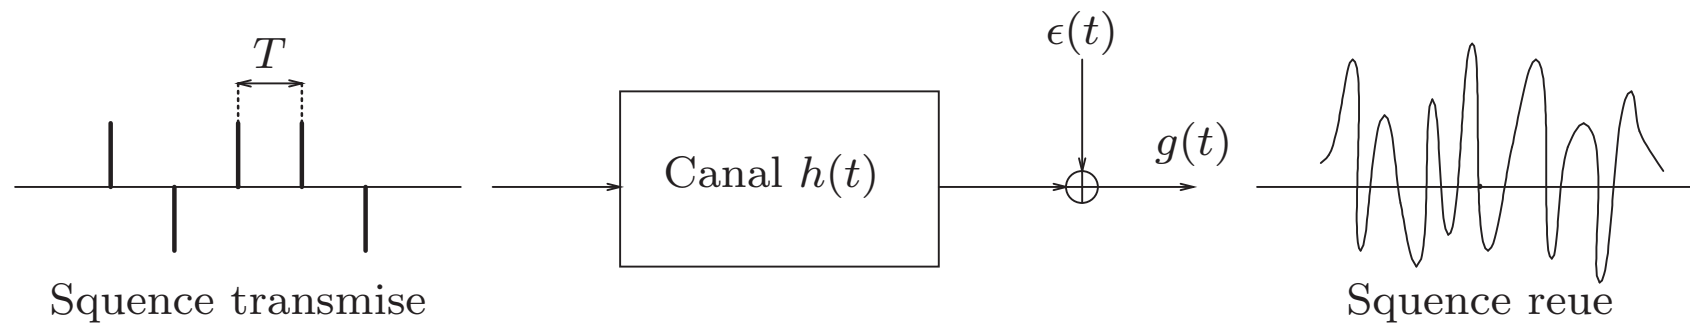 T
Canal h(t)
ϵ(t)
g(t)
Squence transmise
Squence reue